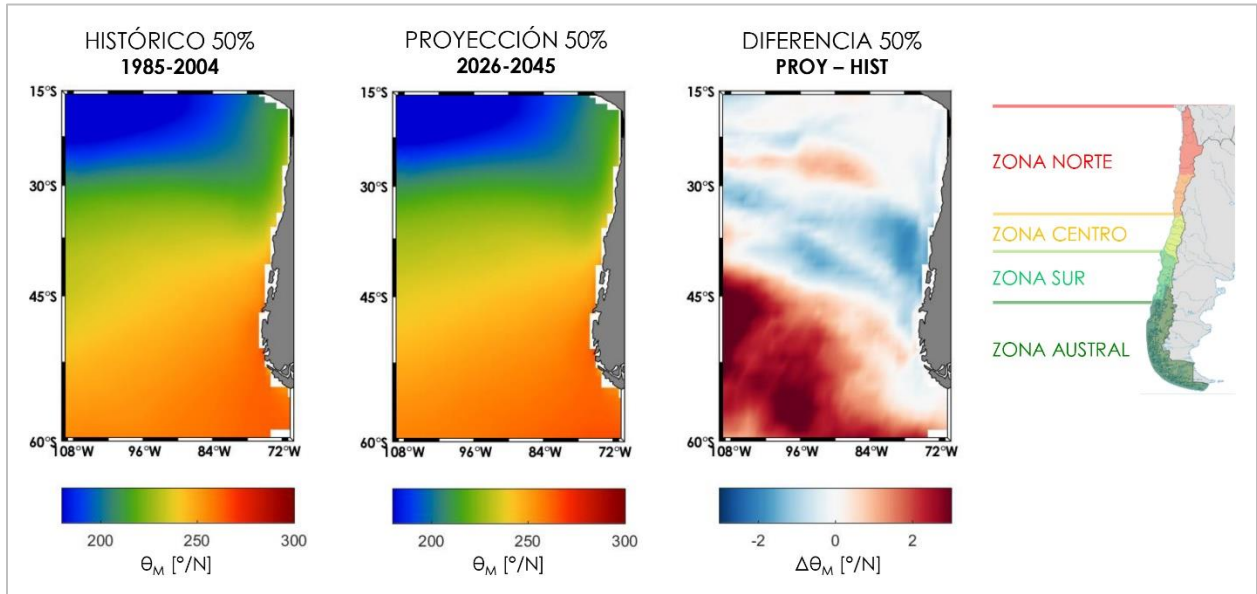 HISTÓRICO 50%
1985-2004
15°S
30°S
45°S
60°S
108°W
96°W
84°W
72°W
200
250
300
θM [°/N]
PROYECCIÓN 50%
2026-2045
15°S
30°S
45°S
60°S
108°W
96°W
84°W
72°W
200
250
300
θM [°/N]
DIFERENCIA 50%
PROY – HIST
15°S
30°S
45°S
60°S
108°W
96°W
84°W
72°W
-2
0
2
ΔθM [°/N]
ZONA NORTE
ZONA CENTRO
ZONA SUR
ZONA AUSTRAL